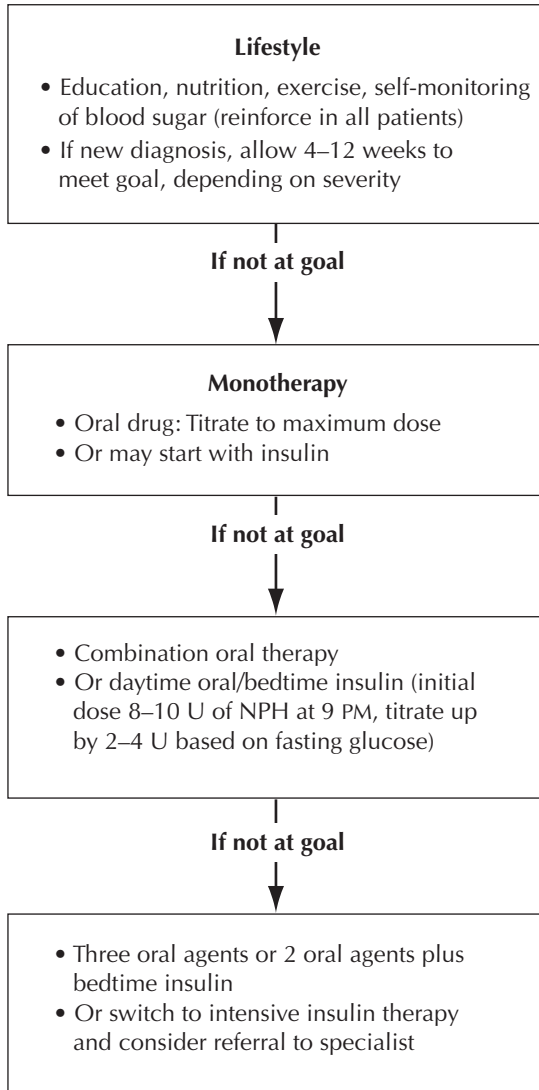 Lifestyle
• Education, nutrition, exercise, self-monitoring
of blood sugar (reinforce in all patients)
• If new diagnosis, allow 4–12 weeks to
meet goal, depending on severity
If not at goal
Monotherapy
• Oral drug: Titrate to maximum dose
• Or may start with insulin
If not at goal
• Combination oral therapy
• Or daytime oral/bedtime insulin (initial
dose 8–10 U of NPH at 9 PM, titrate up
by 2–4 U based on fasting glucose)
If not at goal
• Three oral agents or 2 oral agents plus
bedtime insulin
• Or switch to intensive insulin therapy
and consider referral to specialist